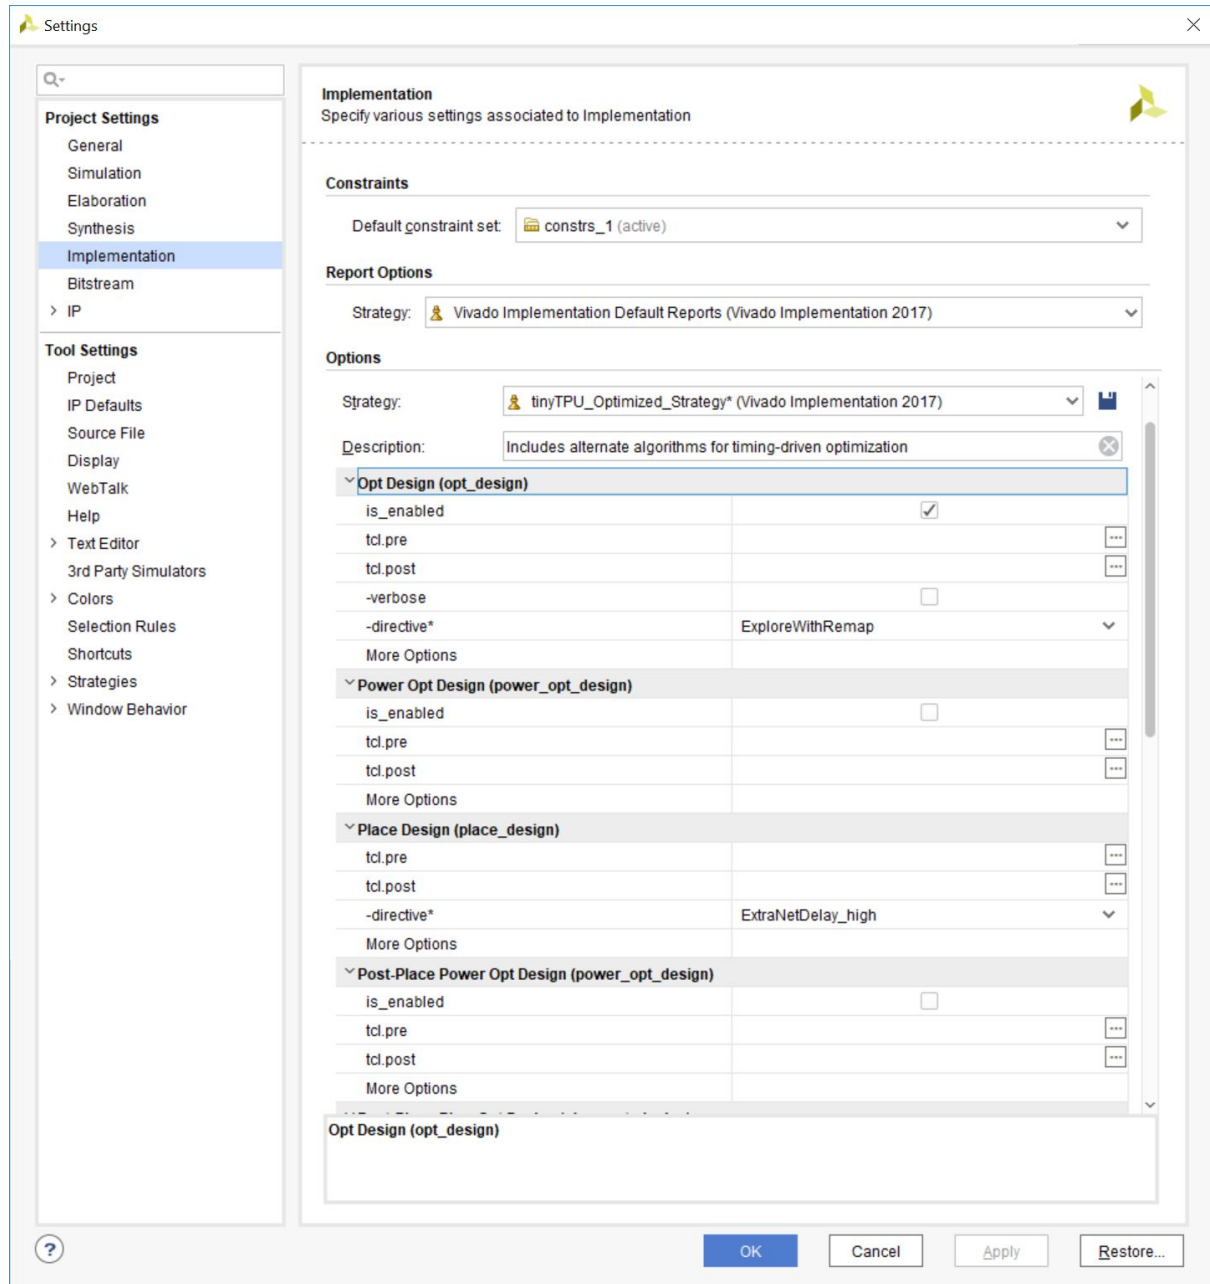 Settings
Project Settings
General
Simulation
Elaboration
Synthesis
Implementation
Bitstream
IP
Tool Settings
Project
IP Defaults
Source File
Display
WebTalk
Help
Text Editor
3rd Party Simulators
Colors
Selection Rules
Shortcuts
Strategies
Window Behavior
Implementation
Specify various settings associated to Implementation
Constraints
Default constraint set: constrs_1 (active)
Report Options
Strategy: Vivado Implementation Default Reports (Vivado Implementation 2017)
Options
Strategy: tinyTPU_Optimized_Strategy* (Vivado Implementation 2017)
Description: Includes alternate algorithms for timing-driven optimization
Opt Design (opt_design)
is_enabled
tcl.pre
tcl.post
-verbose
-directive* ExploreWithRemap
More Options
Power Opt Design (power_opt_design)
is_enabled
tcl.pre
tcl.post
More Options
Place Design (place_design)
tcl.pre
tcl.post
-directive* ExtraNetDelay_high
More Options
Post-Place Power Opt Design (power_opt_design)
is_enabled
tcl.pre
tcl.post
More Options
Opt Design (opt_design)
? OK Cancel Apply Restore...